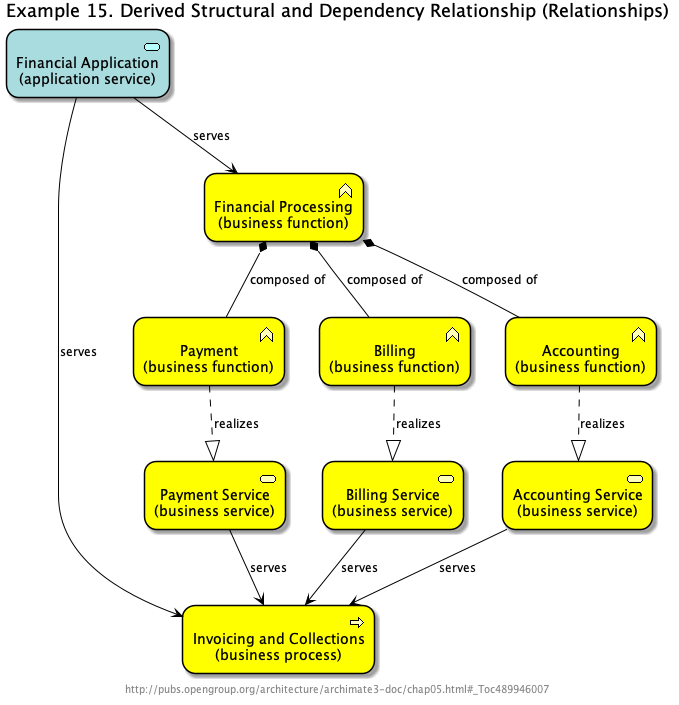 Example 15. Derived Structural and Dependency Relationship (Relationships)
Financial Application
(application service)
serves
Financial Processing
(business function)
composed of
composed of
composed of
serves
Payment
(business function)
Billing
(business function)
Accounting
(business function)
realizes
realizes
realizes
Payment Service
(business service)
Billing Service
(business service)
Accounting Service
(business service)
serves
serves
serves
Invoicing and Collections
(business process)
http://pubs.opengroup.org/architecture/archimate3-doc/chap05.html#_Toc489946007